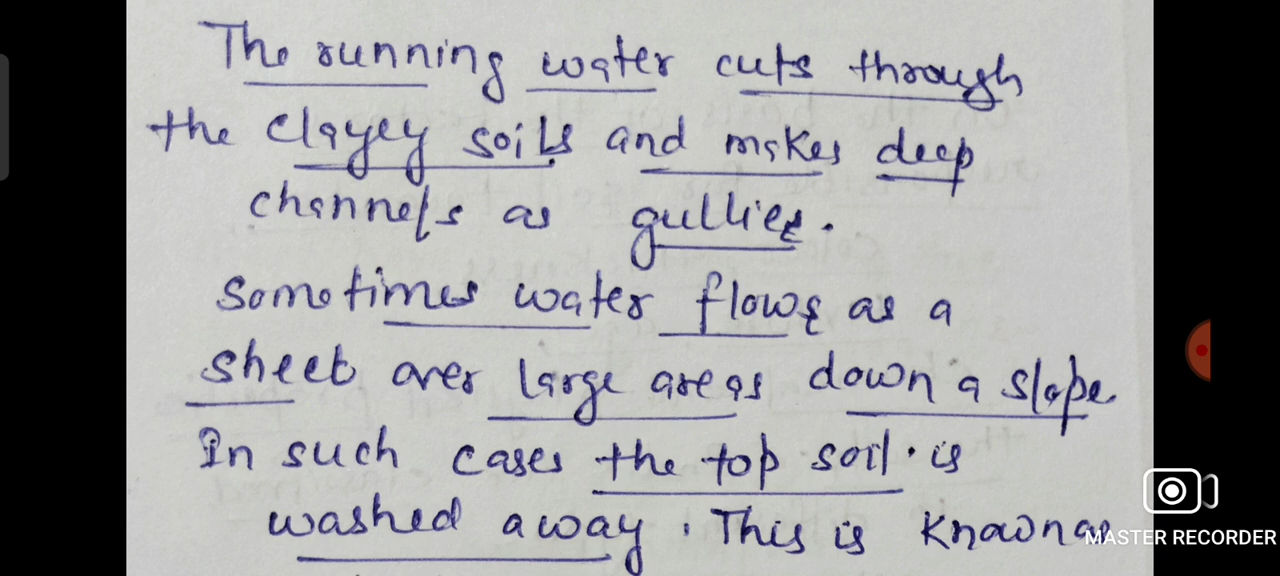 The running water cuts through
the clayey soils and makes deep
channels as gullies.
Sometimes water flows as a
sheet over large areas down a slope.
In such cases the top soil is
washed away. This is known as
MASTER RECORDER